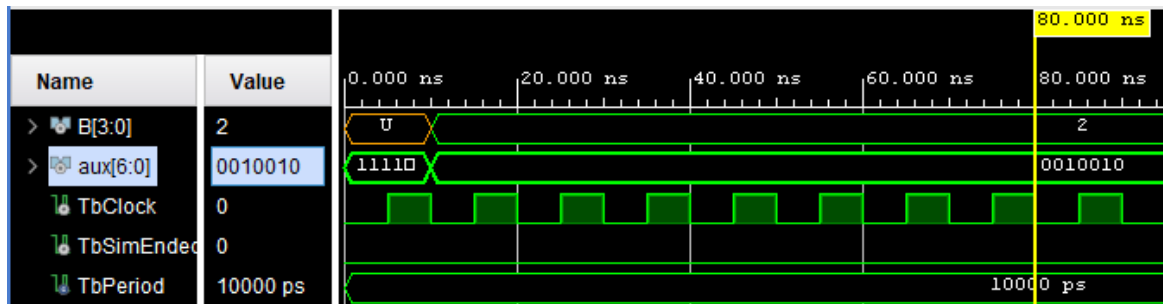 80.000 ns
Name Value 0.000 ns 20.000 ns 40.000 ns 60.000 ns 80.000 ns
> B[3:0] 2 U 2
> aux[6:0] 0010010 1111□ 0010010
TbClock 0
TbSimEnded 0
TbPeriod 10000 ps 10000 ps